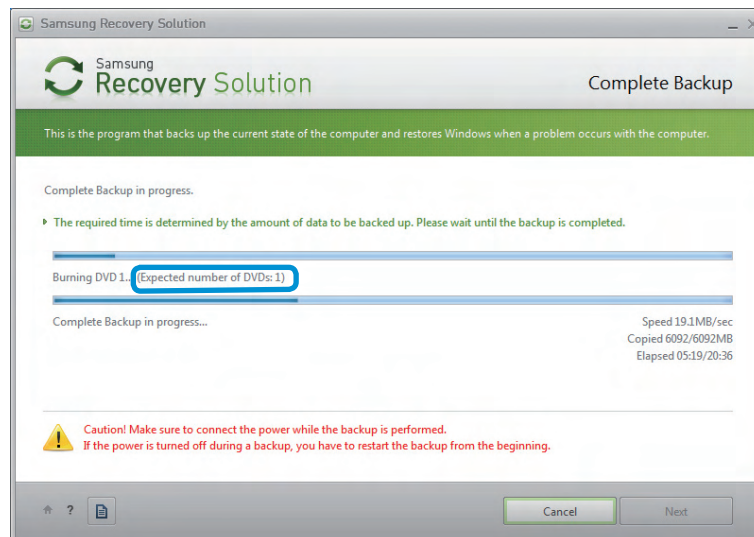 Samsung Recovery Solution
Samsung
Recovery Solution
Complete Backup
This is the program that backs up the current state of the computer and restores Windows when a problem occurs with the computer.
Complete Backup in progress.
The required time is determined by the amount of data to be backed up. Please wait until the backup is completed.
Burning DVD 1.. (Expected number of DVDs: 1)
Complete Backup in progress...
Speed 19.1MB/sec
Copied 6092/6092MB
Elapsed 05:19/20:36
Caution! Make sure to connect the power while the backup is performed.
If the power is turned off during a backup, you have to restart the backup from the beginning.
?
Cancel
Next